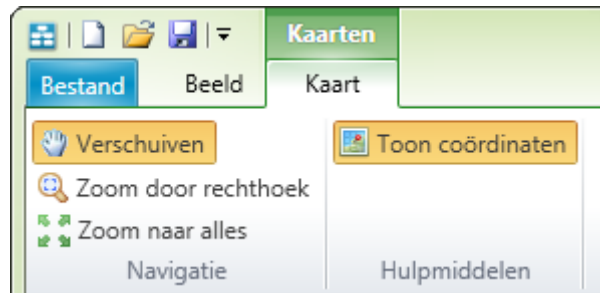 Kaarten
Bestand Beeld Kaart
Verschuiven Toon coördinaten
Zoom door rechthoek
Zoom naar alles
Navigatie Hulpmiddelen